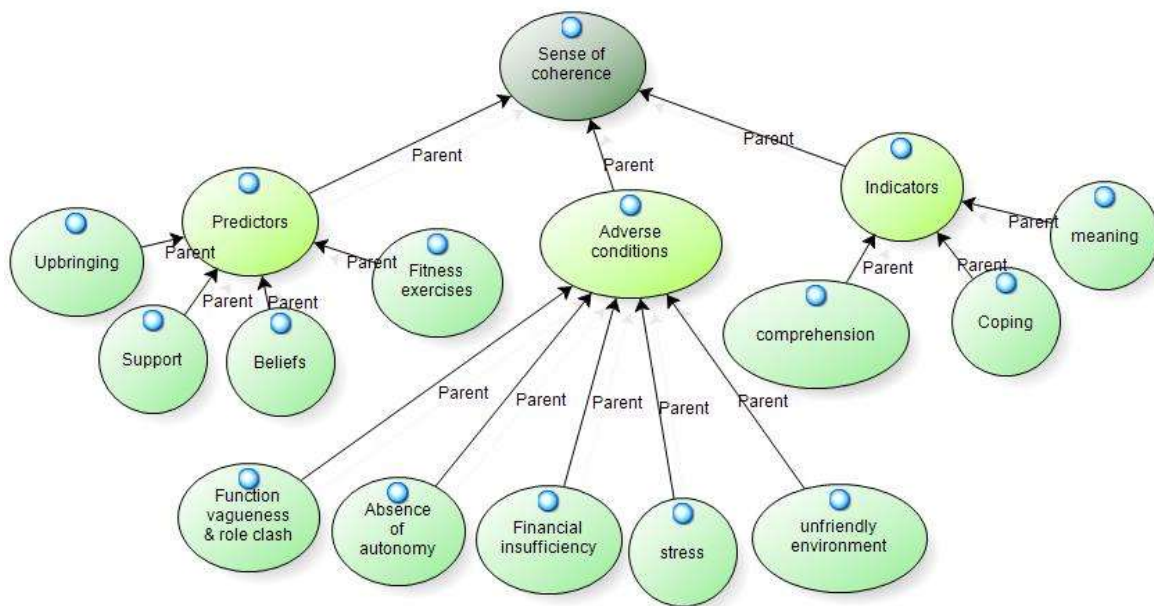 Sense of
coherence
Parent
Parent
Parent
Predictors
Adverse
conditions
Indicators
Upbringing
Parent
Support
Parent
Beliefs
Parent
Fitness
exercises
Parent
comprehension
Parent
Coping
Parent
meaning
Parent
Parent
Parent
Parent
Parent
Parent
Function
vagueness
& role clash
Absence
of
autonomy
Financial
insufficiency
stress
unfriendly
environment